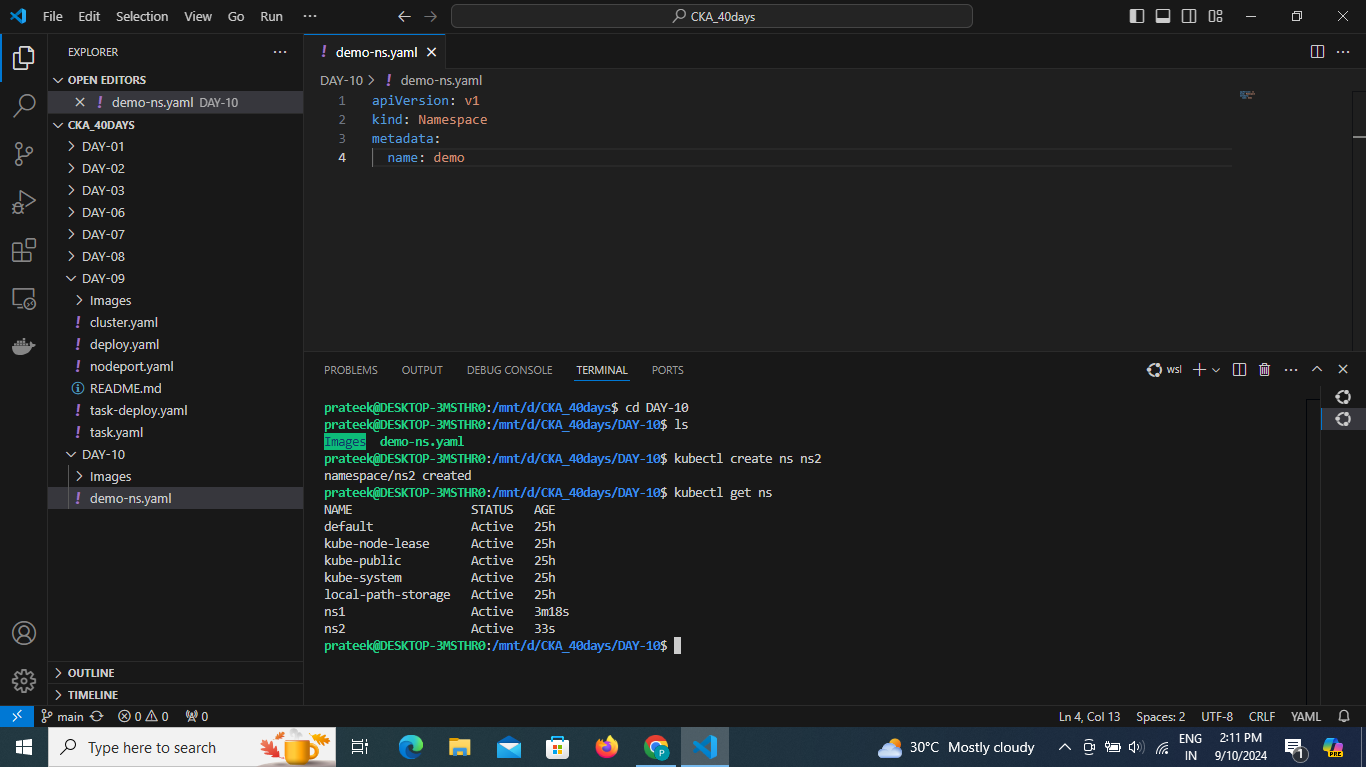 File Edit Selection View Go Run ··· CKA_40days
EXPLORER ···
OPEN EDITORS
demo-ns.yaml DAY-10
CKA_40DAYS
DAY-01
DAY-02
DAY-03
DAY-06
DAY-07
DAY-08
DAY-09
Images
cluster.yaml
deploy.yaml
nodeport.yaml
README.md
task-deploy.yaml
task.yaml
DAY-10
Images
demo-ns.yaml
OUTLINE
TIMELINE
! demo-ns.yaml
DAY-10 > ! demo-ns.yaml
1 apiVersion: v1
2 kind: Namespace
3 metadata:
4 name: demo
PROBLEMS OUTPUT DEBUG CONSOLE TERMINAL PORTS wsl
prateek@DESKTOP-3MSTHR0:/mnt/d/CKA_40days$ cd DAY-10
prateek@DESKTOP-3MSTHR0:/mnt/d/CKA_40days/DAY-10$ ls
Images demo-ns.yaml
prateek@DESKTOP-3MSTHR0:/mnt/d/CKA_40days/DAY-10$ kubectl create ns ns2
namespace/ns2 created
prateek@DESKTOP-3MSTHR0:/mnt/d/CKA_40days/DAY-10$ kubectl get ns
NAME STATUS AGE
default Active 25h
kube-node-lease Active 25h
kube-public Active 25h
kube-system Active 25h
local-path-storage Active 25h
ns1 Active 3m18s
ns2 Active 33s
prateek@DESKTOP-3MSTHR0:/mnt/d/CKA_40days/DAY-10$
main 0 0 0 Ln 4, Col 13 Spaces: 2 UTF-8 CRLF YAML
Type here to search 30°C Mostly cloudy ENG IN 2:11 PM 9/10/2024 1 PRE